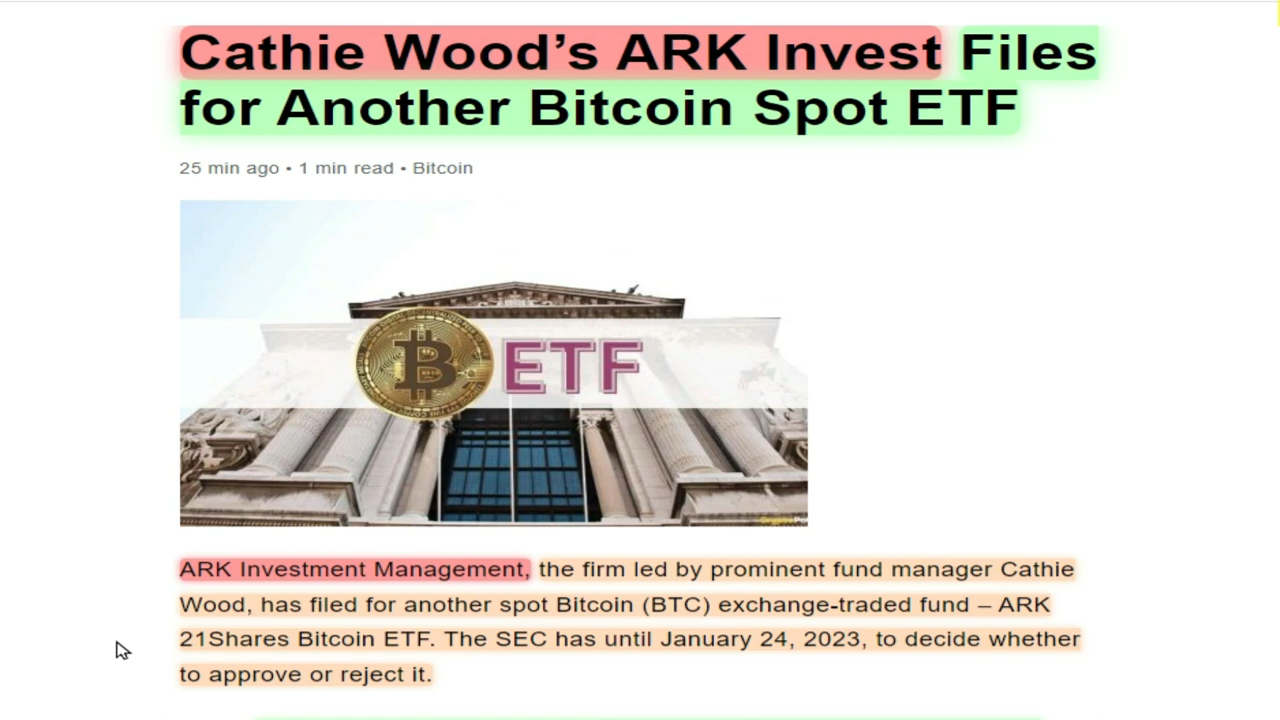 Cathie Wood’s ARK Invest Files
for Another Bitcoin Spot ETF
25 min ago • 1 min read • Bitcoin
ETF
ARK Investment Management, the firm led by prominent fund manager Cathie
Wood, has filed for another spot Bitcoin (BTC) exchange-traded fund – ARK
21Shares Bitcoin ETF. The SEC has until January 24, 2023, to decide whether
to approve or reject it.